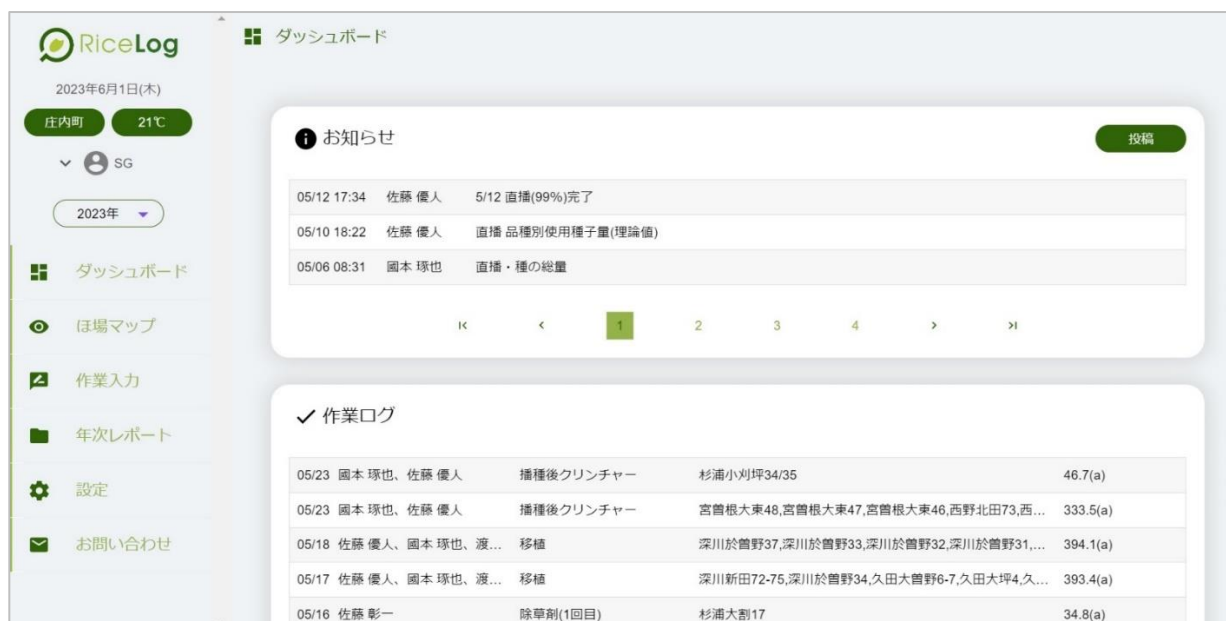 RiceLog
2023年6月1日(木)
庄内町 21℃
SG
2023年
ダッシュボード
ほ場マップ
作業入力
年次レポート
設定
お問い合わせ
ダッシュボード
お知らせ 投稿
05/12 17:34 佐藤 優人 5/12 直播(99%)完了
05/10 18:22 佐藤 優人 直播 品種別使用種子量(理論値)
05/06 08:31 國本 琢也 直播・種の総量
1 2 3 4
作業ログ
05/23 國本 琢也、佐藤 優人 播種後クリンチャー 杉浦小刈坪34/35 46.7(a)
05/23 國本 琢也、佐藤 優人 播種後クリンチャー 宮曽根大東48,宮曽根大東47,宮曽根大東46,西野北田73,西... 333.5(a)
05/18 佐藤 優人、國本 琢也、渡... 移植 深川於曽野37,深川於曽野33,深川於曽野32,深川於曽野31,... 394.1(a)
05/17 佐藤 優人、國本 琢也、渡... 移植 深川新田72-75,深川於曽野34,久田大曽野6-7,久田大坪4,久... 393.4(a)
05/16 佐藤 彰一 除草剤(1回目) 杉浦大割17 34.8(a)